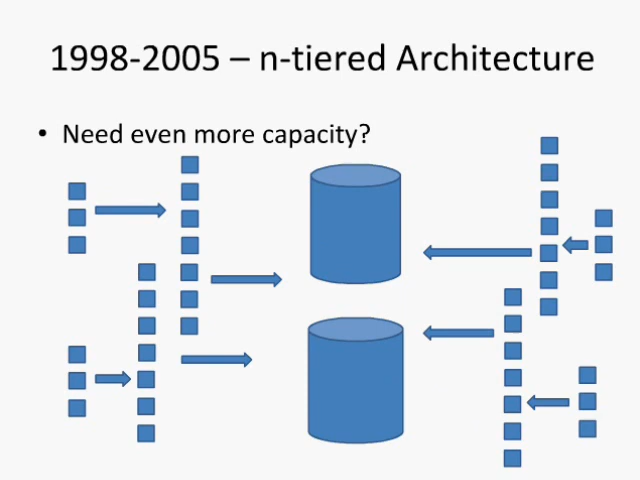 1998-2005 – n-tiered Architecture
• Need even more capacity?